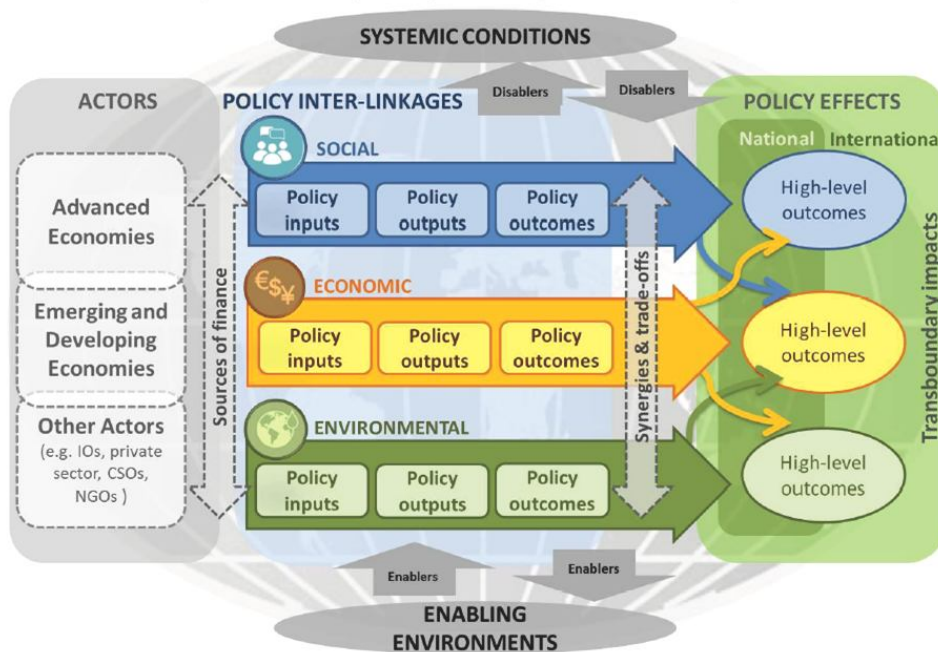 SYSTEMIC CONDITIONS
Disablers
Disablers
ACTORS
Advanced
Economies
Emerging and
Developing
Economies
Other Actors
(e.g. IOs, private
sector, CSOs,
NGOs )
Sources of finance
POLICY INTER-LINKAGES
SOCIAL
Policy
inputs
Policy
outputs
Policy
outcomes
€$¥
ECONOMIC
Policy
inputs
Policy
outputs
Policy
outcomes
ENVIRONMENTAL
Policy
inputs
Policy
outputs
Policy
outcomes
Synergies & trade-offs
POLICY EFFECTS
National
International
High-level
outcomes
High-level
outcomes
High-level
outcomes
Transboundary impacts
Enablers
Enablers
ENABLING
ENVIRONMENTS